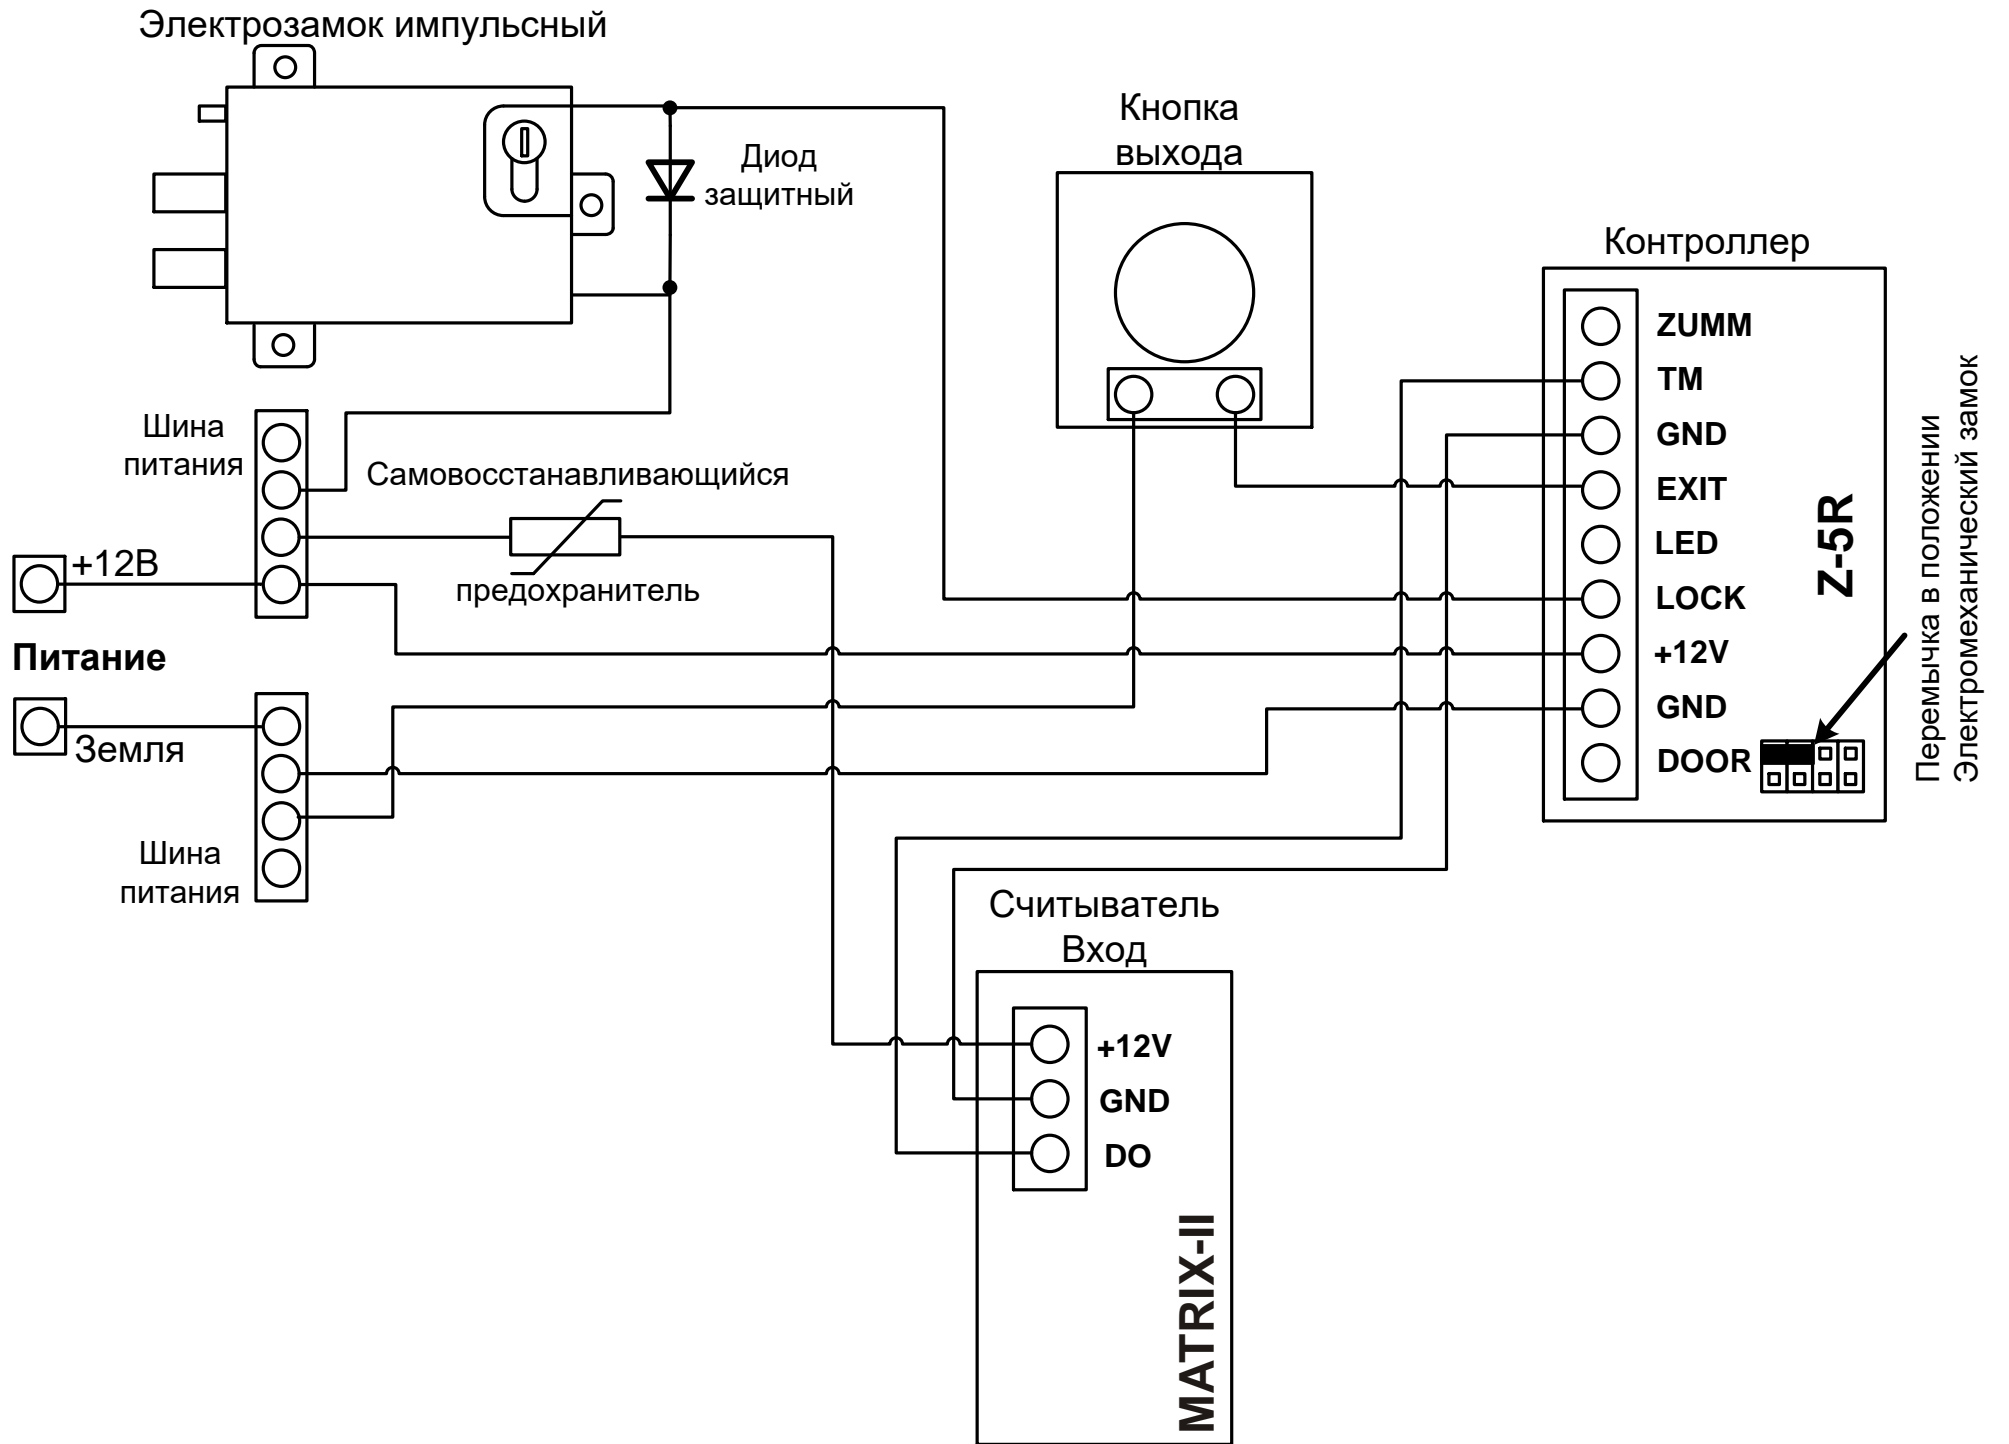 Электрозамок импульсный
Диод
защитный
Кнопка
выхода
Контроллер
ZUMM
TM
GND
EXIT
LED
LOCK
+12V
GND
DOOR
Z-5R
Перемычка в положении
Электромеханический замок
Шина
питания
Самовосстанавливающийся
предохранитель
+12В
Питание
Земля
Шина
питания
Считыватель
Вход
+12V
GND
DO
MATRIX-II